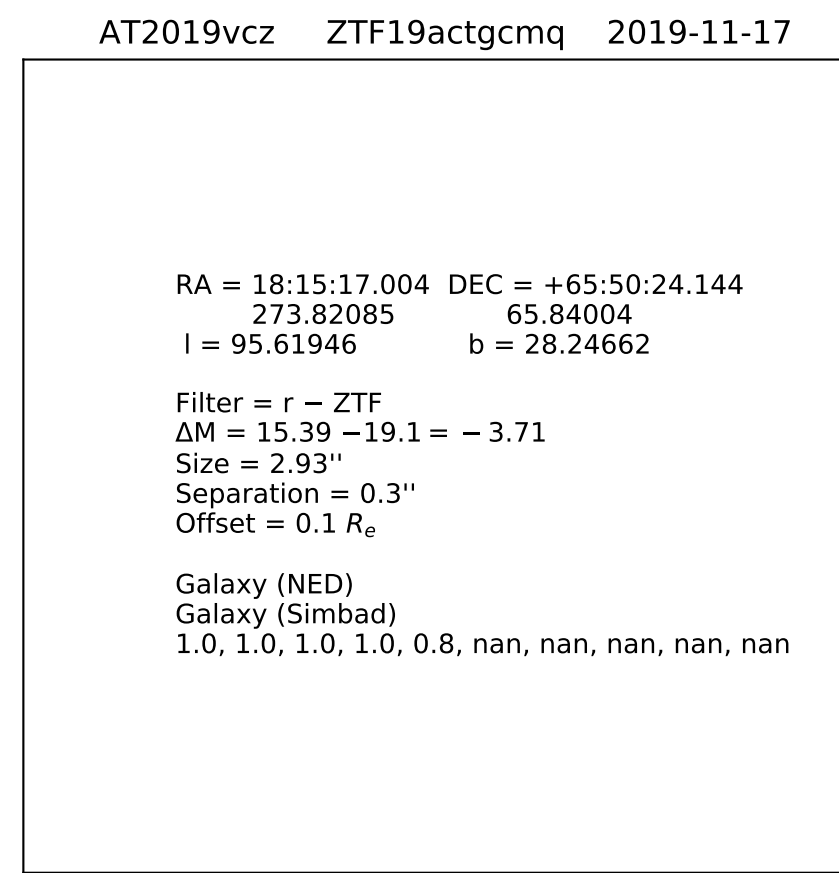 AT2019vcz ZTF19actgcmq 2019-11-17
RA = 18:15:17.004 DEC = +65:50:24.144
273.82085 65.84004
l = 95.61946 b = 28.24662
Filter = r − ZTF
ΔM = 15.39 −19.1 = − 3.71
Size = 2.93''
Separation = 0.3''
Offset = 0.1 Re
Galaxy (NED)
Galaxy (Simbad)
1.0, 1.0, 1.0, 1.0, 0.8, nan, nan, nan, nan, nan